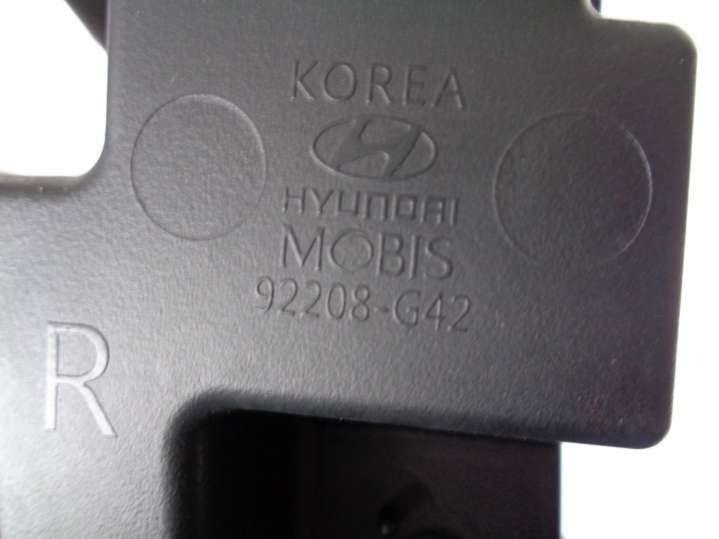 KOREA
HYUNDAI
MOBIS
92208-G42
R